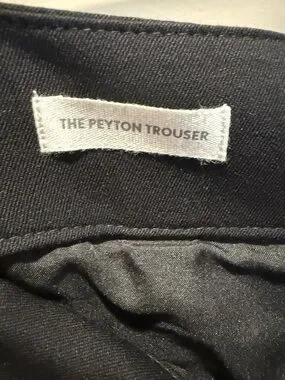 THE PEYTON TROUSER